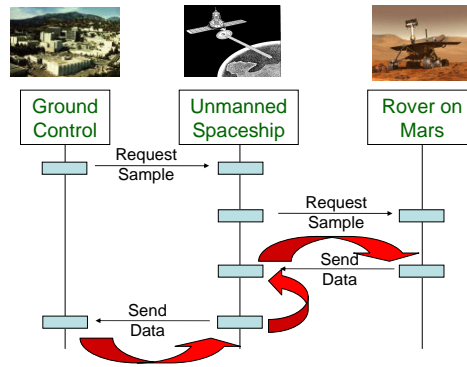 Ground
Control
Unmanned
Spaceship
Rover on
Mars
Request
Sample
Request
Sample
Send
Data
Send
Data